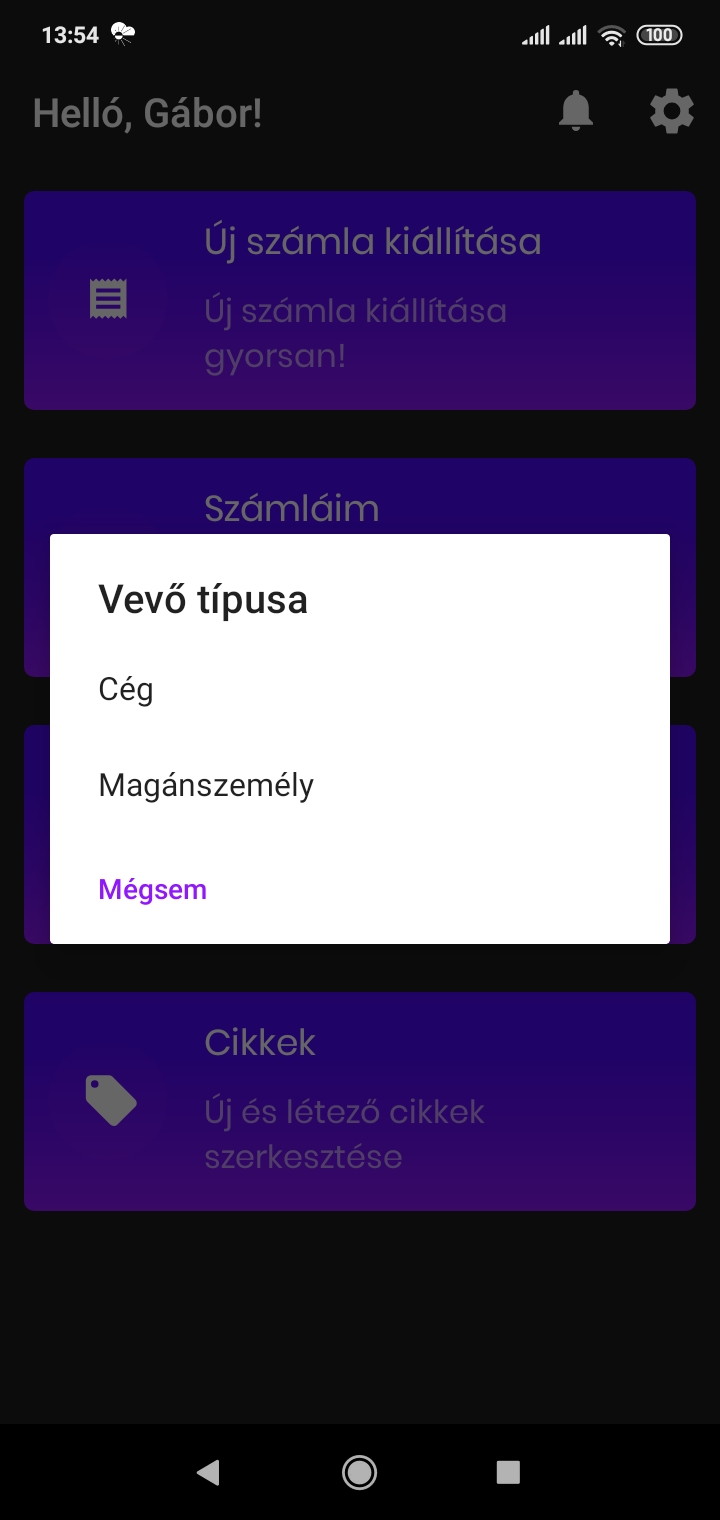 13:54
100
Helló, Gábor!
Új számla kiállítása
Új számla kiállítása
gyorsan!
Számláim
Vevő típusa
Cég
Magánszemély
Mégsem
Cikkek
Új és létező cikkek
szerkesztése